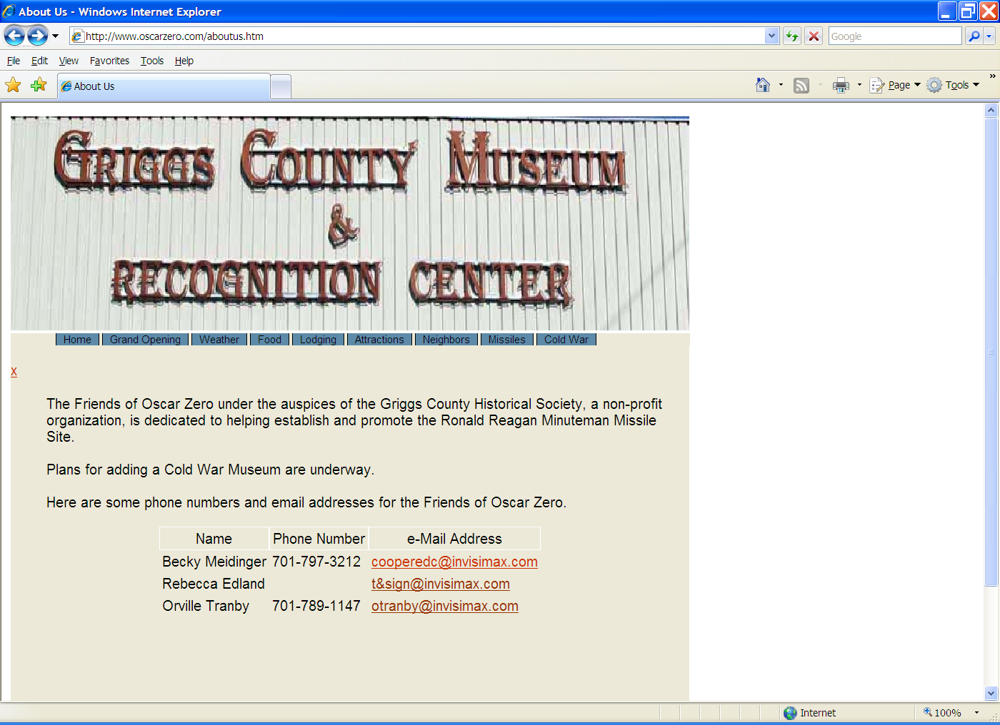 About Us - Windows Internet Explorer
http://www.oscarzero.com/aboutus.htm
Google
File Edit View Favorites Tools Help
About Us
Page Tools
GRIGGS COUNTY MUSEUM
&
RECOGNITION CENTER
Home Grand Opening Weather Food Lodging Attractions Neighbors Missiles Cold War
x
The Friends of Oscar Zero under the auspices of the Griggs County Historical Society, a non-profit
organization, is dedicated to helping establish and promote the Ronald Reagan Minuteman Missile
Site.
Plans for adding a Cold War Museum are underway.
Here are some phone numbers and email addresses for the Friends of Oscar Zero.
Name Phone Number e-Mail Address
Becky Meidinger 701-797-3212 cooperedc@invisimax.com
Rebecca Edland t&sign@invisimax.com
Orville Tranby 701-789-1147 otranby@invisimax.com
Internet 100%